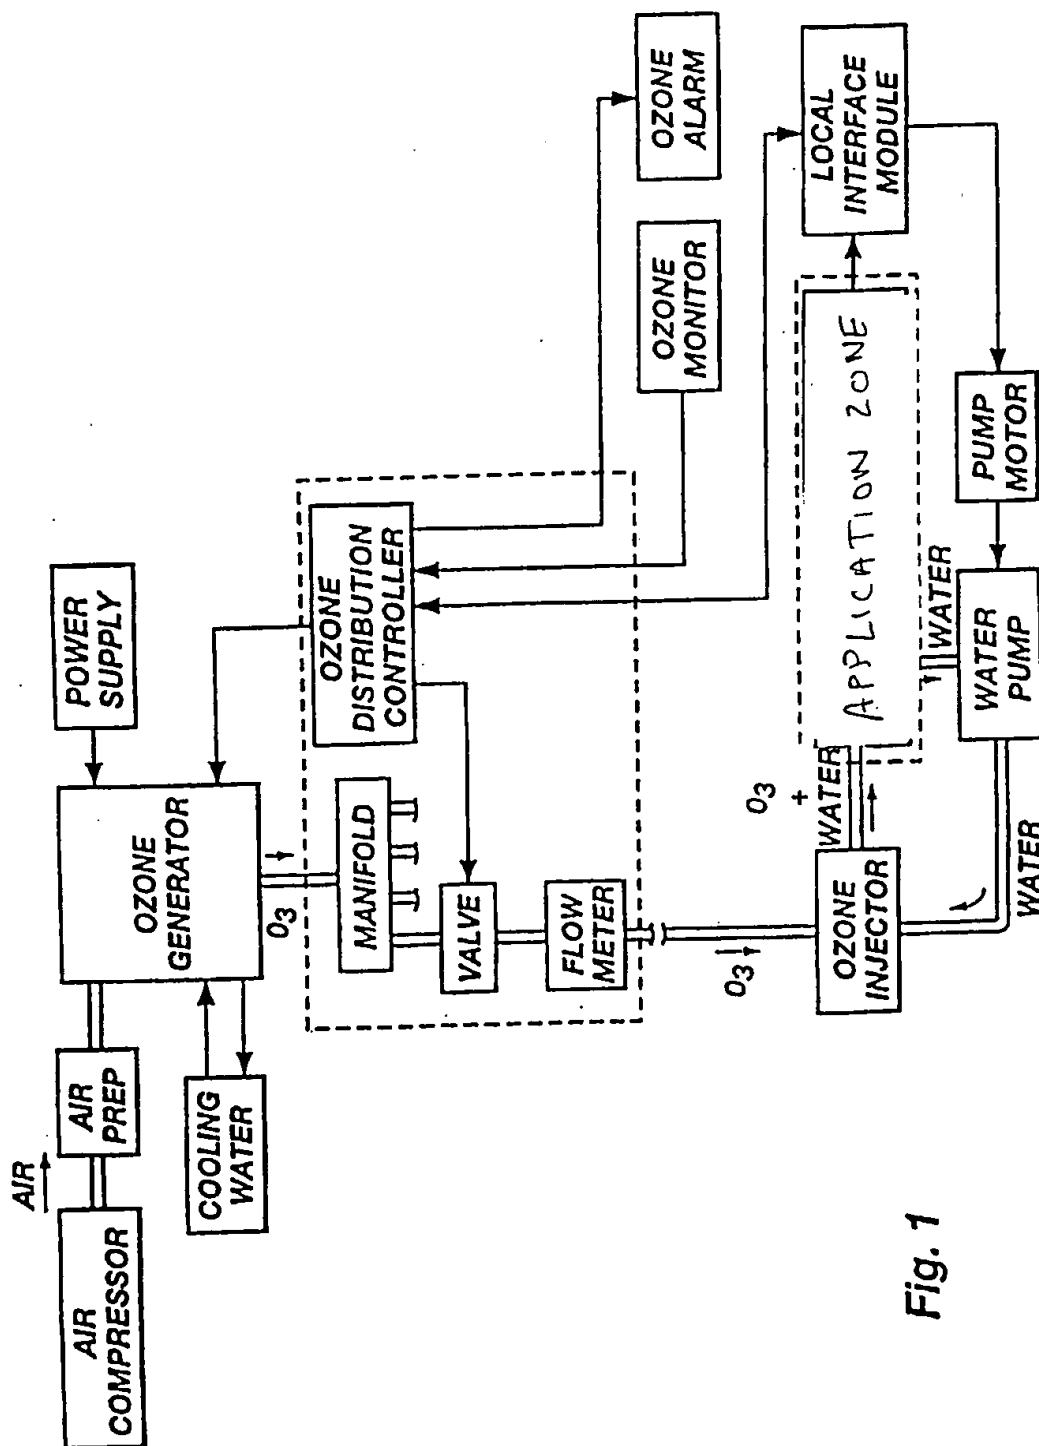 AIR
AIR
COMPRESSOR
AIR
PREP
OZONE
GENERATOR
POWER
SUPPLY
COOLING
WATER
O3
MANIFOLD
OZONE
DISTRIBUTION
CONTROLLER
VALVE
FLOW
METER
OZONE
MONITOR
OZONE
ALARM
O3
O3
+
WATER
OZONE
INJECTOR
APPLICATION ZONE
LOCAL
INTERFACE
MODULE
WATER
WATER
WATER
PUMP
PUMP
MOTOR
Fig. 1